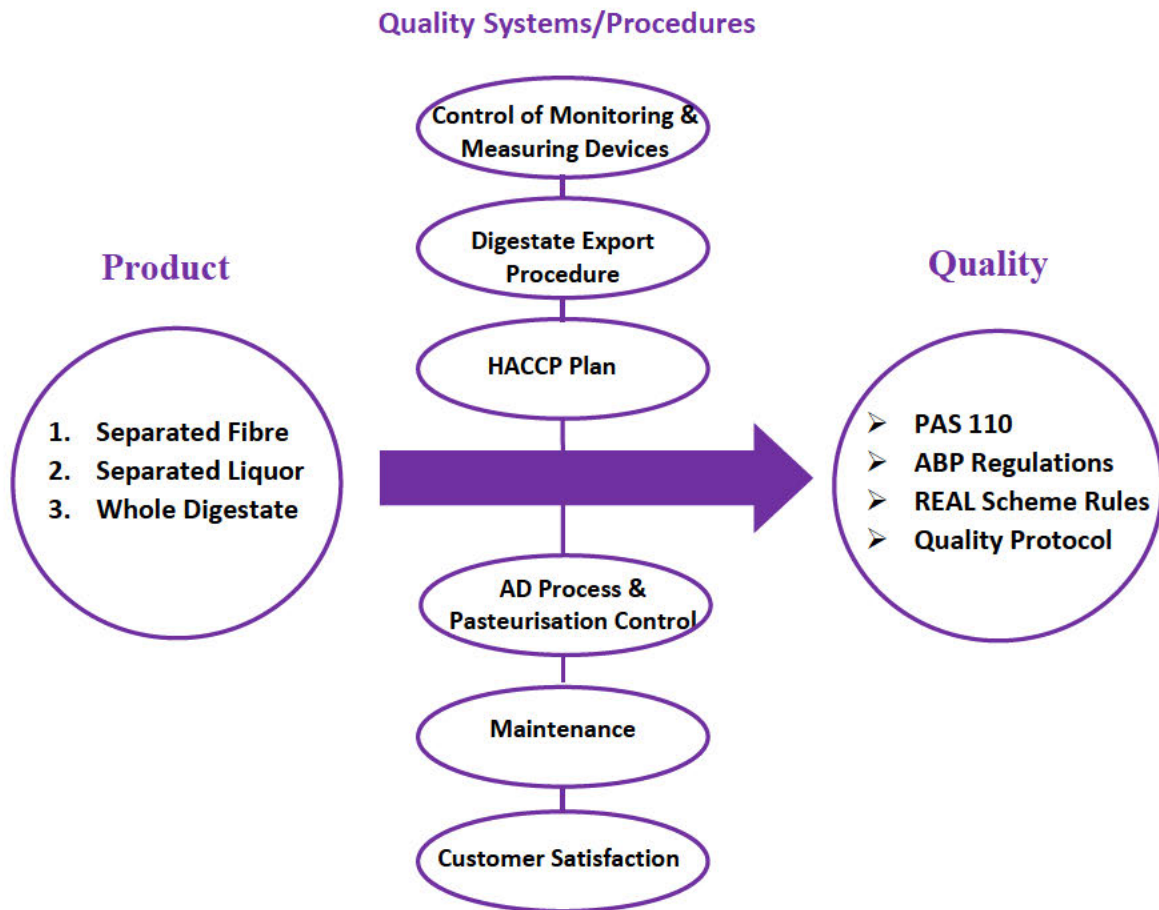 Quality Systems/Procedures
Control of Monitoring &
Measuring Devices
Digestate Export
Procedure
HACCP Plan
Product
1. Separated Fibre
2. Separated Liquor
3. Whole Digestate
Quality
➢ PAS 110
➢ ABP Regulations
➢ REAL Scheme Rules
➢ Quality Protocol
AD Process &
Pasteurisation Control
Maintenance
Customer Satisfaction